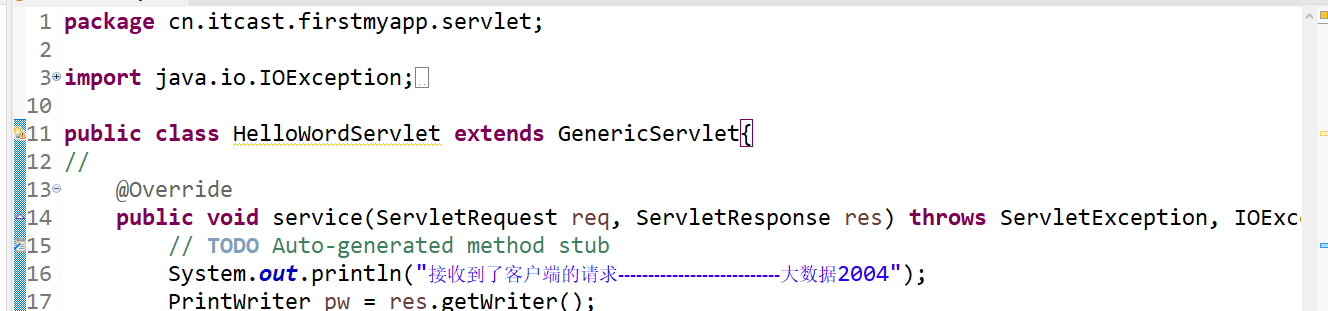 1 package cn.itcast.firstmyapp.servlet;
2
3 import java.io.IOException;
10
11 public class HelloWordServlet extends GenericServlet{
12 //
13 @Override
14 public void service(ServletRequest req, ServletResponse res) throws ServletException, IOExc
15 // TODO Auto-generated method stub
16 System.out.println("接收到了客户端的请求---------------------------大数据2004");
17 PrintWriter pw = res.getWriter();